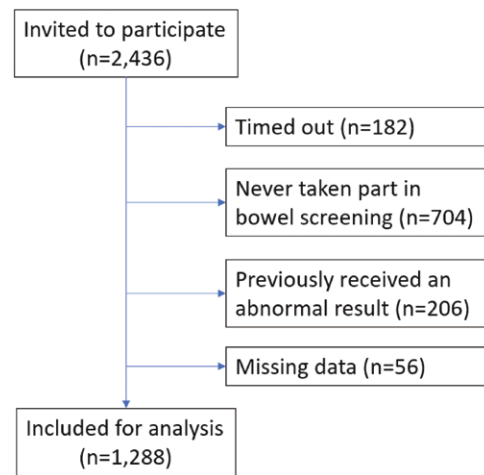 Invited to participate
(n=2,436)
Timed out (n=182)
Never taken part in
bowel screening (n=704)
Previously received an
abnormal result (n=206)
Missing data (n=56)
Included for analysis
(n=1,288)